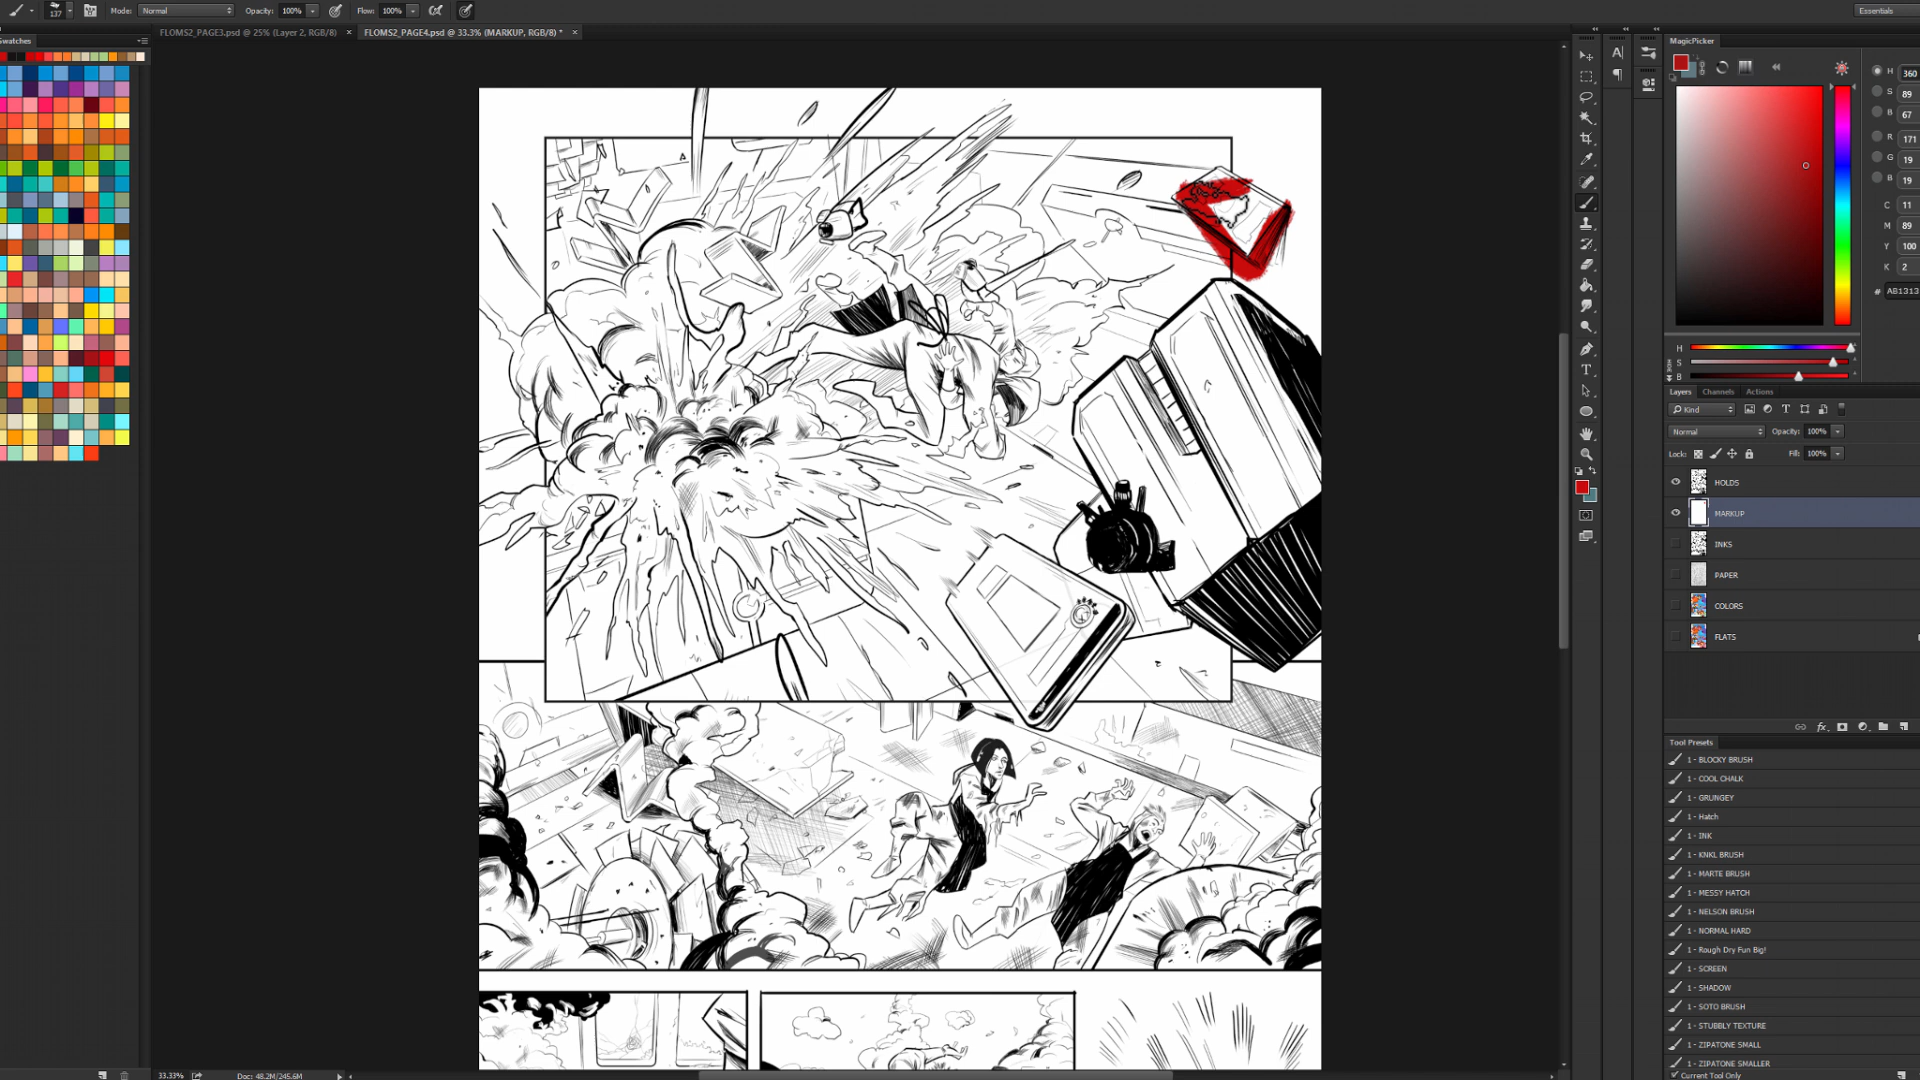 137
Mode:
Normal
Opacity:
100%
Flow:
100%
Essentials
Swatches
FLOMS2_PAGE3.psd @ 25% (Layer 2, RGB/8)
FLOMS2_PAGE4.psd @ 33.3% (MARKUP, RGB/8) *
MagicPicker
H 360
S 89
B 67
R 171
G 19
B 19
C 11
M 89
Y 100
K 2
# AB1313
H
S
B
Layers
Channels
Actions
Kind
Normal
Opacity: 100%
Lock:
Fill: 100%
HOLDS
MARKUP
INKS
PAPER
COLORS
FLATS
Tool Presets
1 - BLOCKY BRUSH
1 - COOL CHALK
1 - GRUNGEY
1 - Hatch
1 - INK
1 - KNKL BRUSH
1 - MARTE BRUSH
1 - MESSY HATCH
1 - NELSON BRUSH
1 - NORMAL HARD
1 - Rough Dry Fun Big!
1 - SCREEN
1 - SHADOW
1 - SOTO BRUSH
1 - STUBBLY TEXTURE
1 - ZIPATONE SMALL
1 - ZIPATONE SMALLER
Current Tool Only
33.33%
Doc: 48.2M/245.6M